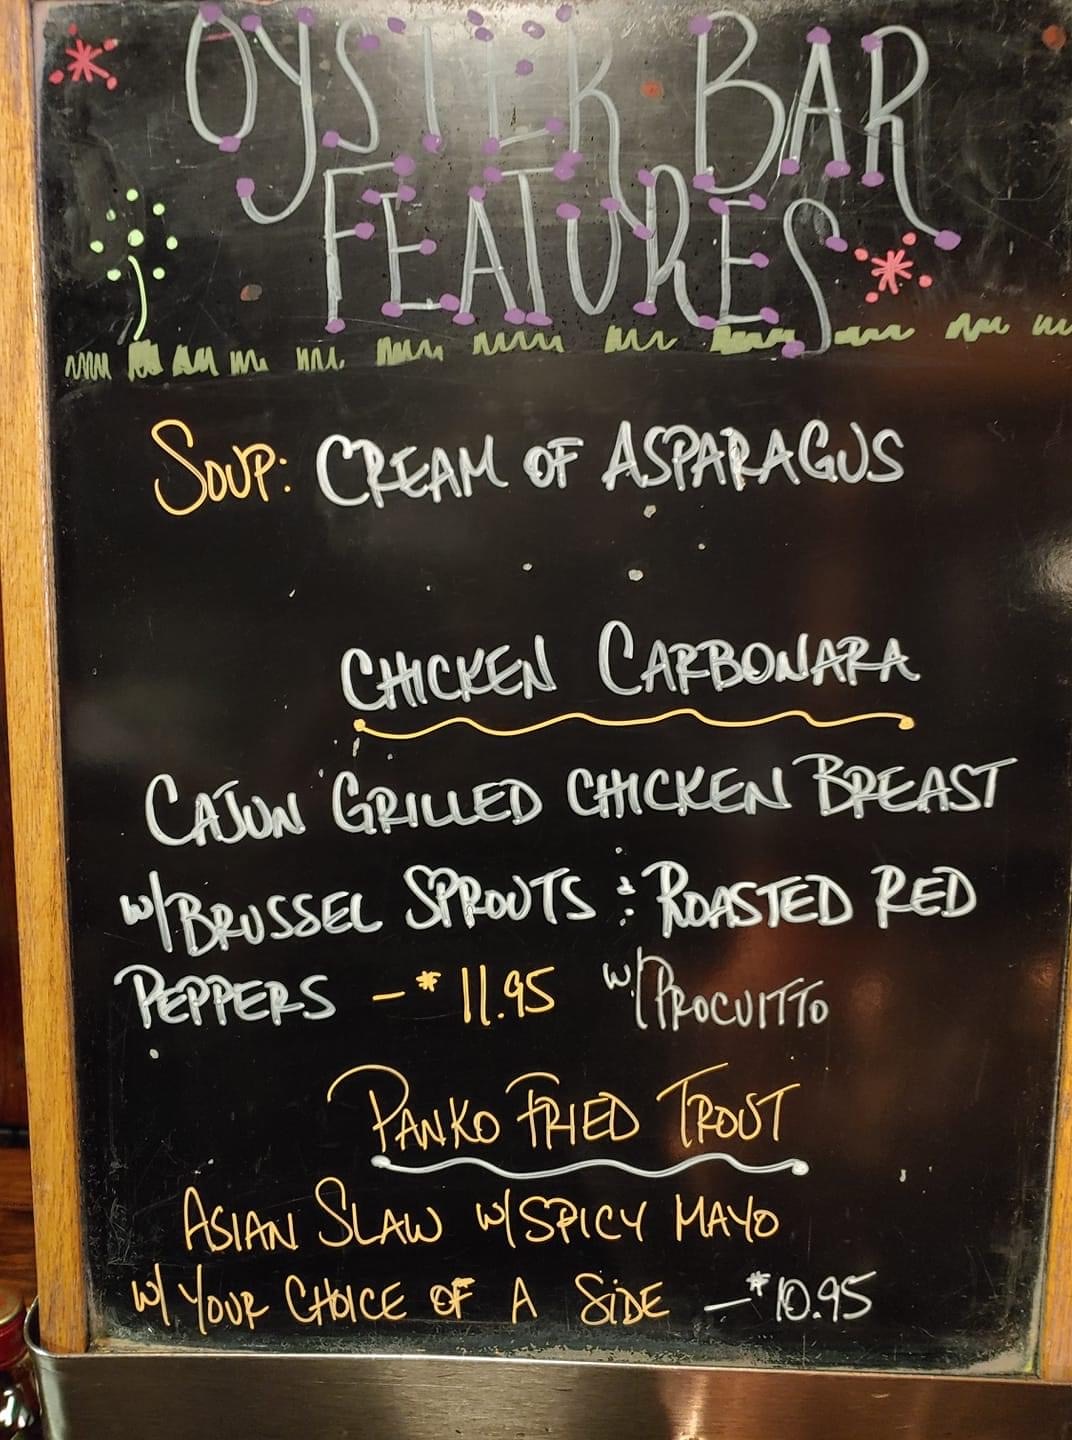 OYSTER BAR
FEATURES
SOUP: CREAM OF ASPARAGUS
CHICKEN CARBONARA
CAJUN GRILLED CHICKEN BREAST
W/BRUSSEL SPROUTS & ROASTED RED
PEPPERS - $11.95 W/PROCUITTO
PANKO FRIED TROUT
ASIAN SLAW W/SPICY MAYO
W/ YOUR CHOICE OF A SIDE - $10.95